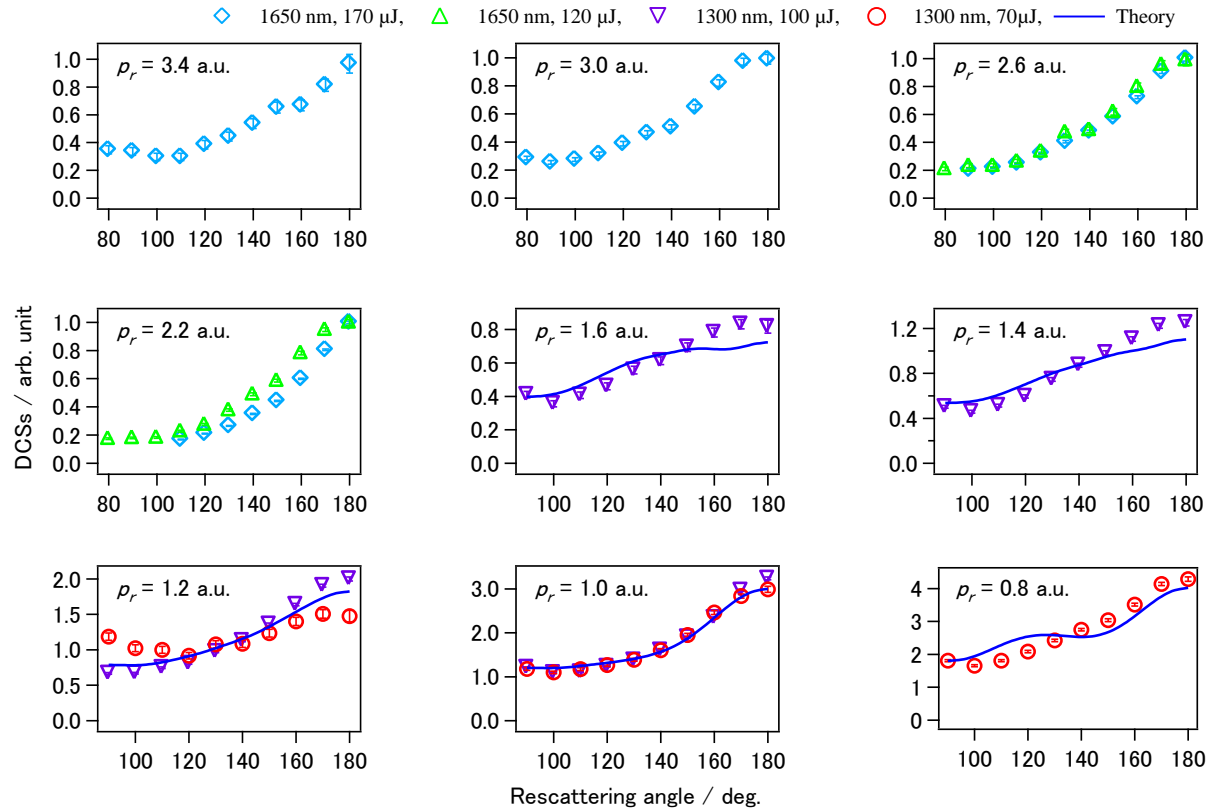 1650 nm, 170 μJ, 1650 nm, 120 μJ, 1300 nm, 100 μJ, 1300 nm, 70μJ, Theory
1.0
0.8
0.6
0.4
0.2
0.0
pr = 3.4 a.u.
80 100 120 140 160 180
1.0
0.8
0.6
0.4
0.2
0.0
pr = 3.0 a.u.
80 100 120 140 160 180
1.0
0.8
0.6
0.4
0.2
0.0
pr = 2.6 a.u.
80 100 120 140 160 180
DCSs / arb. unit
1.0
0.8
0.6
0.4
0.2
0.0
pr = 2.2 a.u.
80 100 120 140 160 180
0.8
0.6
0.4
0.2
0.0
pr = 1.6 a.u.
100 120 140 160 180
1.2
0.8
0.4
0.0
pr = 1.4 a.u.
100 120 140 160 180
2.0
1.5
1.0
0.5
0.0
pr = 1.2 a.u.
100 120 140 160 180
3.0
2.0
1.0
0.0
pr = 1.0 a.u.
100 120 140 160 180
4
3
2
1
0
pr = 0.8 a.u.
100 120 140 160 180
Rescattering angle / deg.